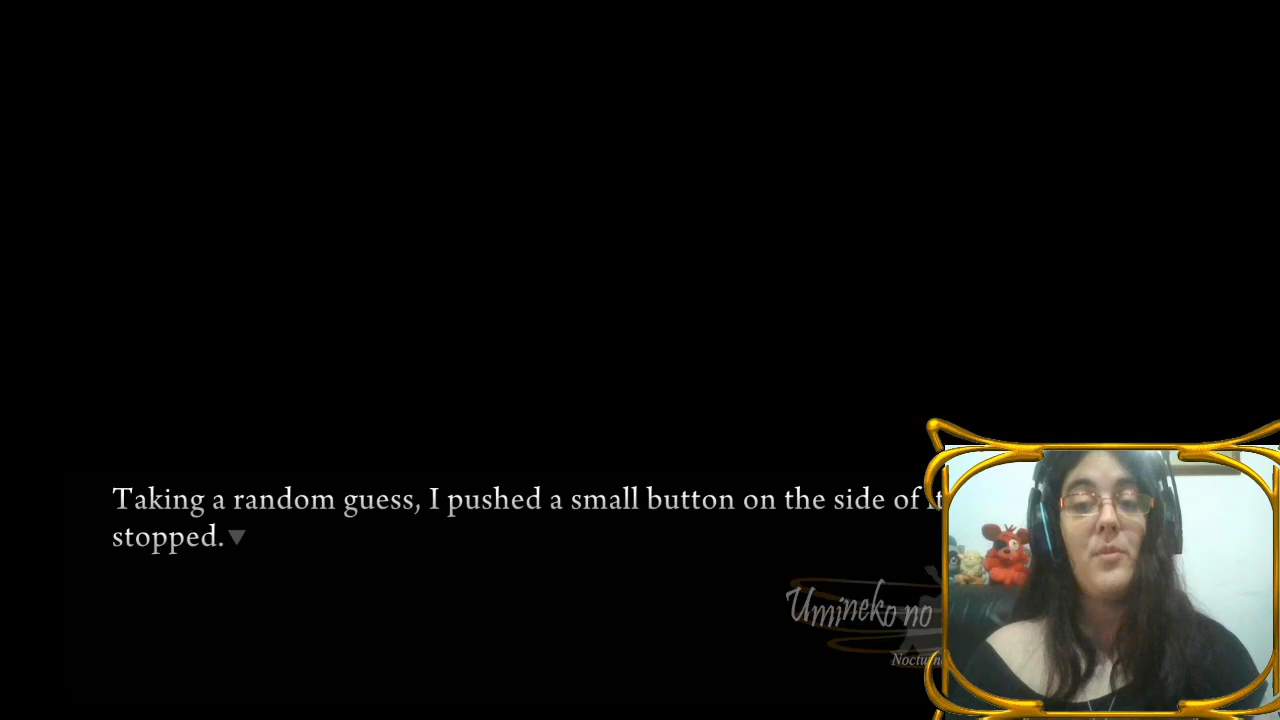 Taking a random guess, I pushed a small button on the side of
stopped.
Umineko no